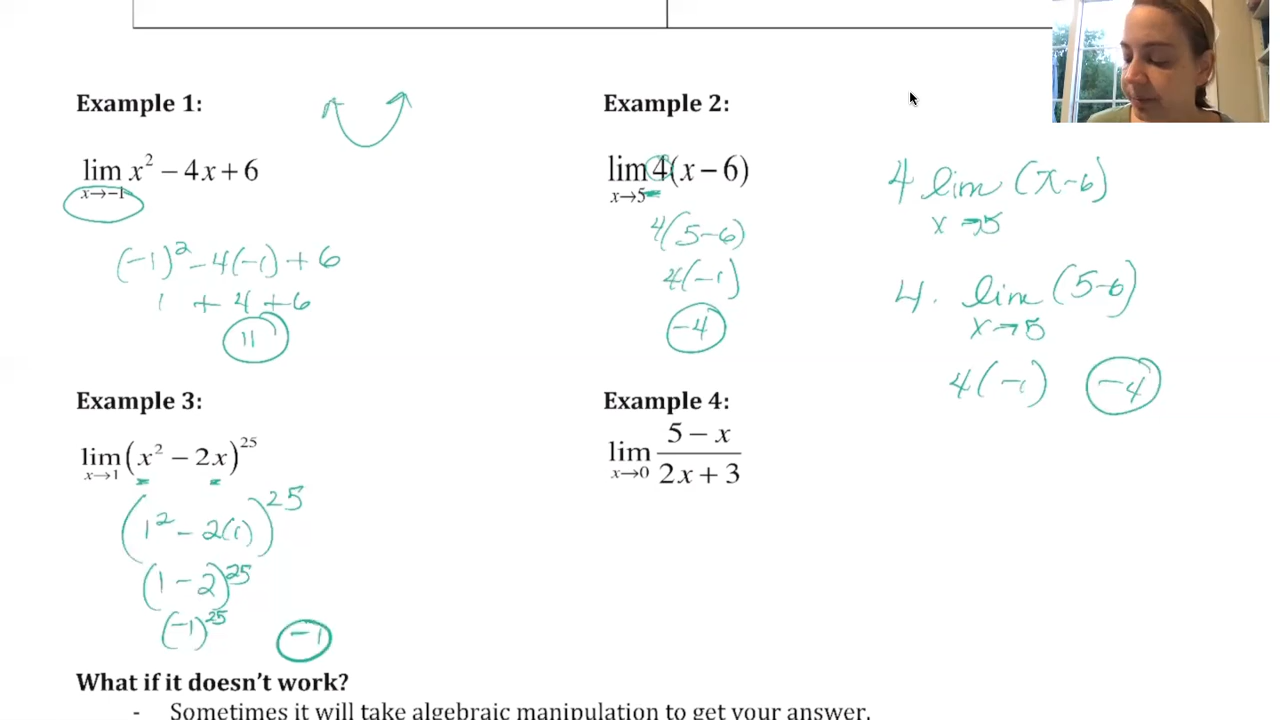 Example 1:
lim x→-1 x² − 4x + 6
(-1)² - 4(-1) + 6
1 + 4 + 6
11
Example 2:
lim x→5 4(x − 6)
4(5-6)
4(-1)
-4
4 lim x→5 (x-6)
4 · lim x→5 (5-6)
4(-1) -4
Example 3:
lim x→1 (x² − 2x)²⁵
(1² - 2(1))²⁵
(1 - 2)²⁵
(-1)²⁵ -1
Example 4:
lim x→0 (5 − x)/(2x + 3)
What if it doesn't work?
- Sometimes it will take algebraic manipulation to get your answer.